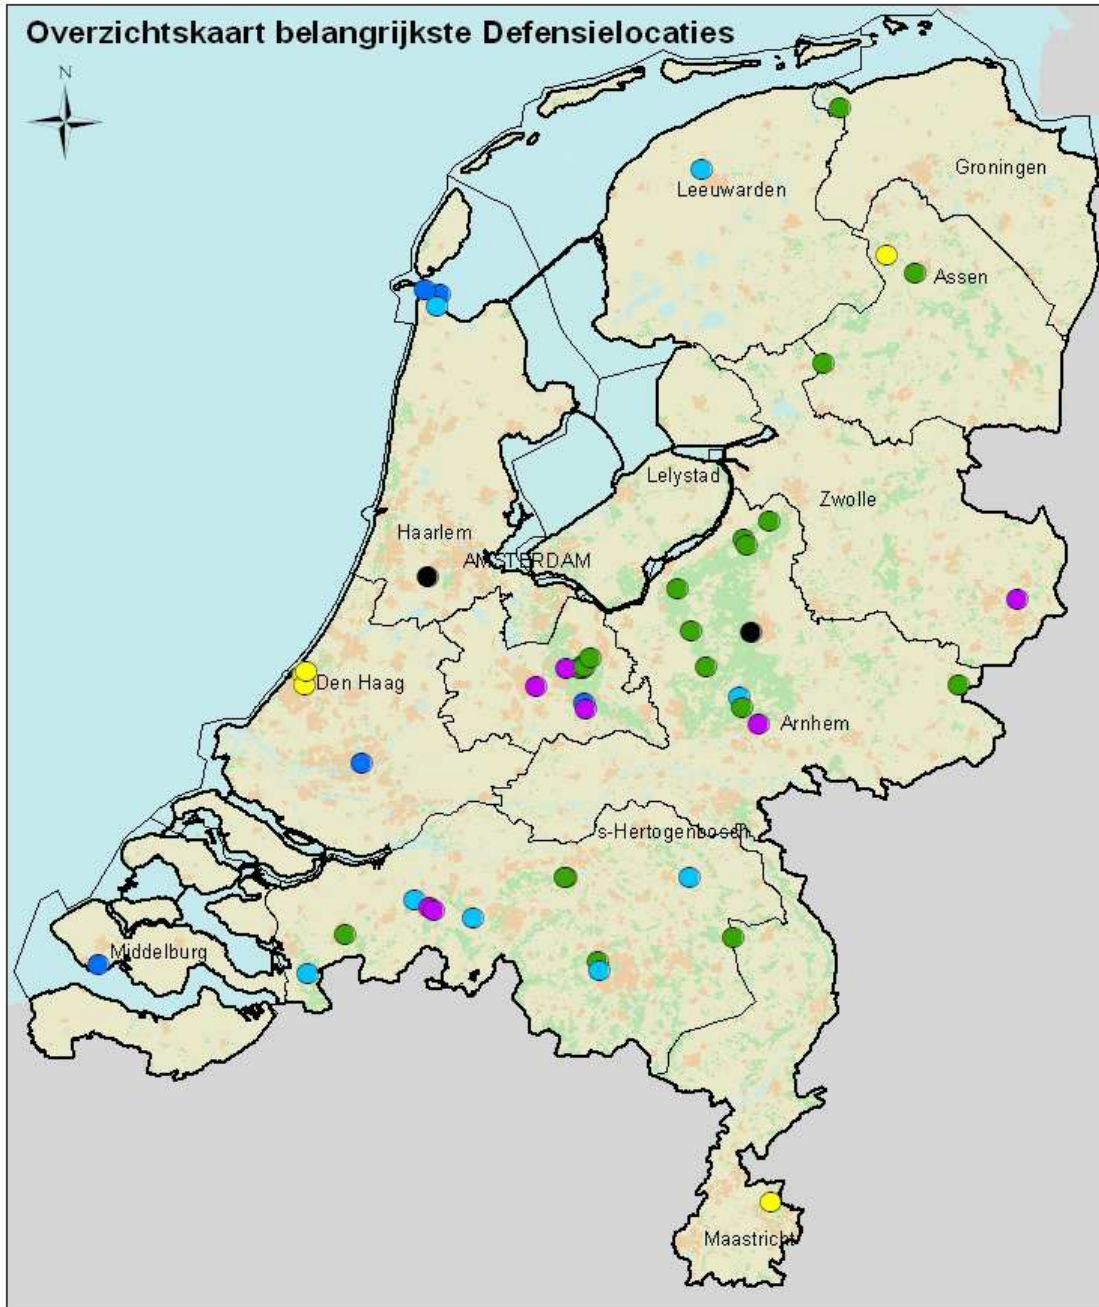 Overzichtskaart belangrijkste Defensielocaties
N
Groningen
Leeuwarden
Assen
Lelystad
Zwolle
Haarlem
AMSTERDAM
Den Haag
Arnhem
's-Hertogenbosch
Middelburg
Maastricht